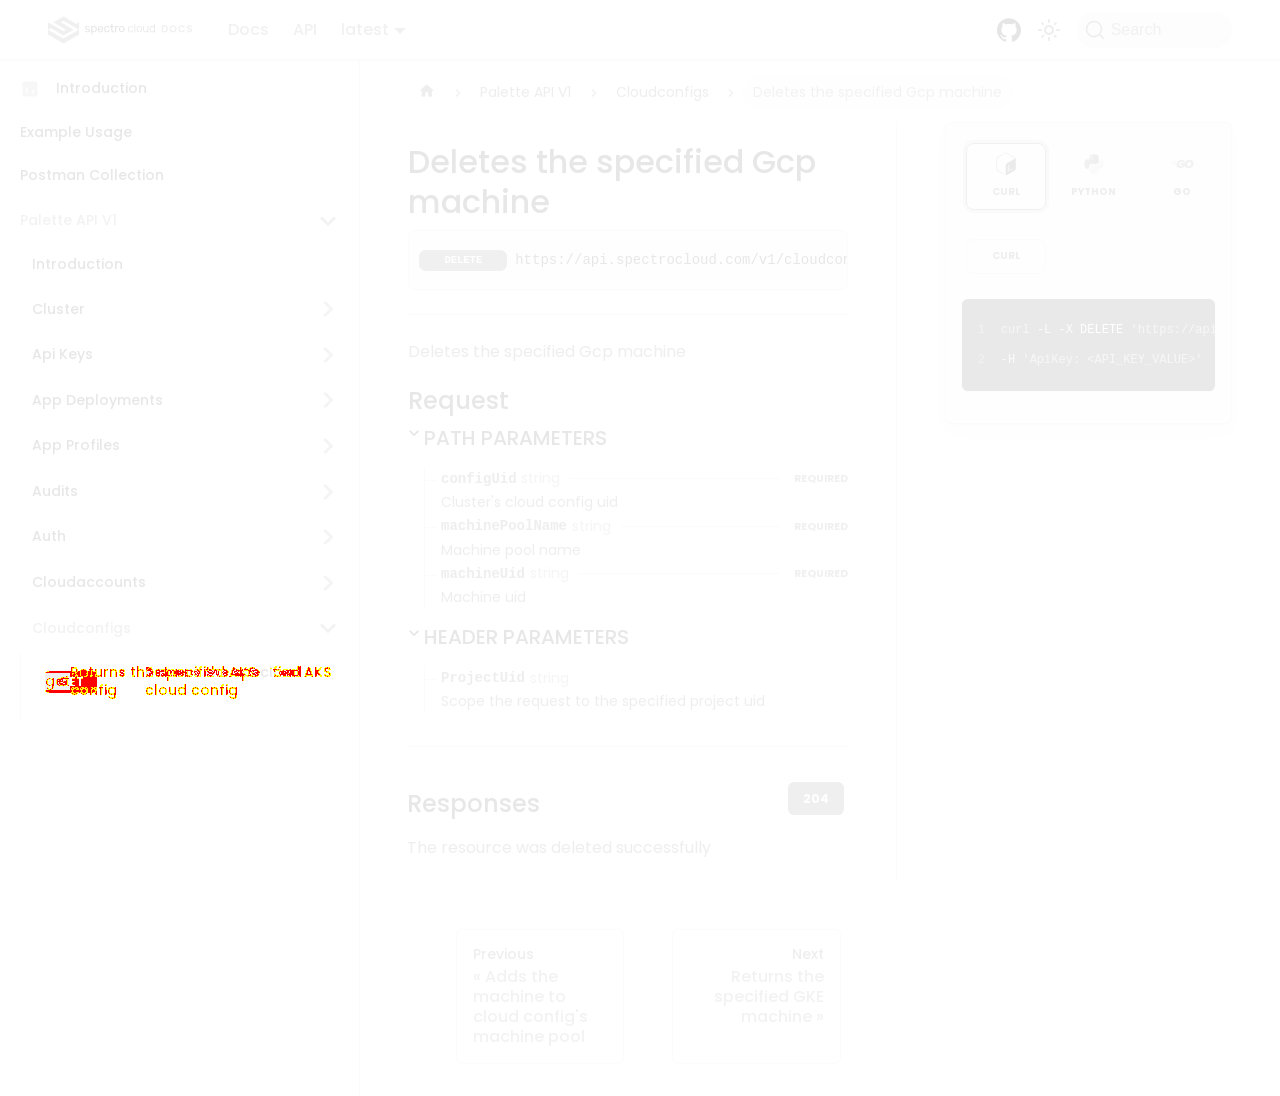 spectro cloud DOCS
Docs
API
latest
Search
Introduction
Example Usage
Postman Collection
Palette API V1
Introduction
Cluster
Api Keys
App Deployments
App Profiles
Audits
Auth
Cloudaccounts
Cloudconfigs
cloud config
config
Palette API V1
Cloudconfigs
Deletes the specified Gcp machine
Deletes the specified Gcp
machine
DELETE https://api.spectrocloud.com/v1/cloudcon
Deletes the specified Gcp machine
Request
PATH PARAMETERS
configUid string REQUIRED
Cluster's cloud config uid
machinePoolName string REQUIRED
Machine pool name
machineUid string REQUIRED
Machine uid
HEADER PARAMETERS
ProjectUid string
Scope the request to the specified project uid
Responses
204
The resource was deleted successfully
Previous
« Adds the
machine to
cloud config's
machine pool
Next
Returns the
specified GKE
machine »
CURL
PYTHON
GO
CURL
1 curl -L -X DELETE 'https://api
2 -H 'ApiKey: <API_KEY_VALUE>'